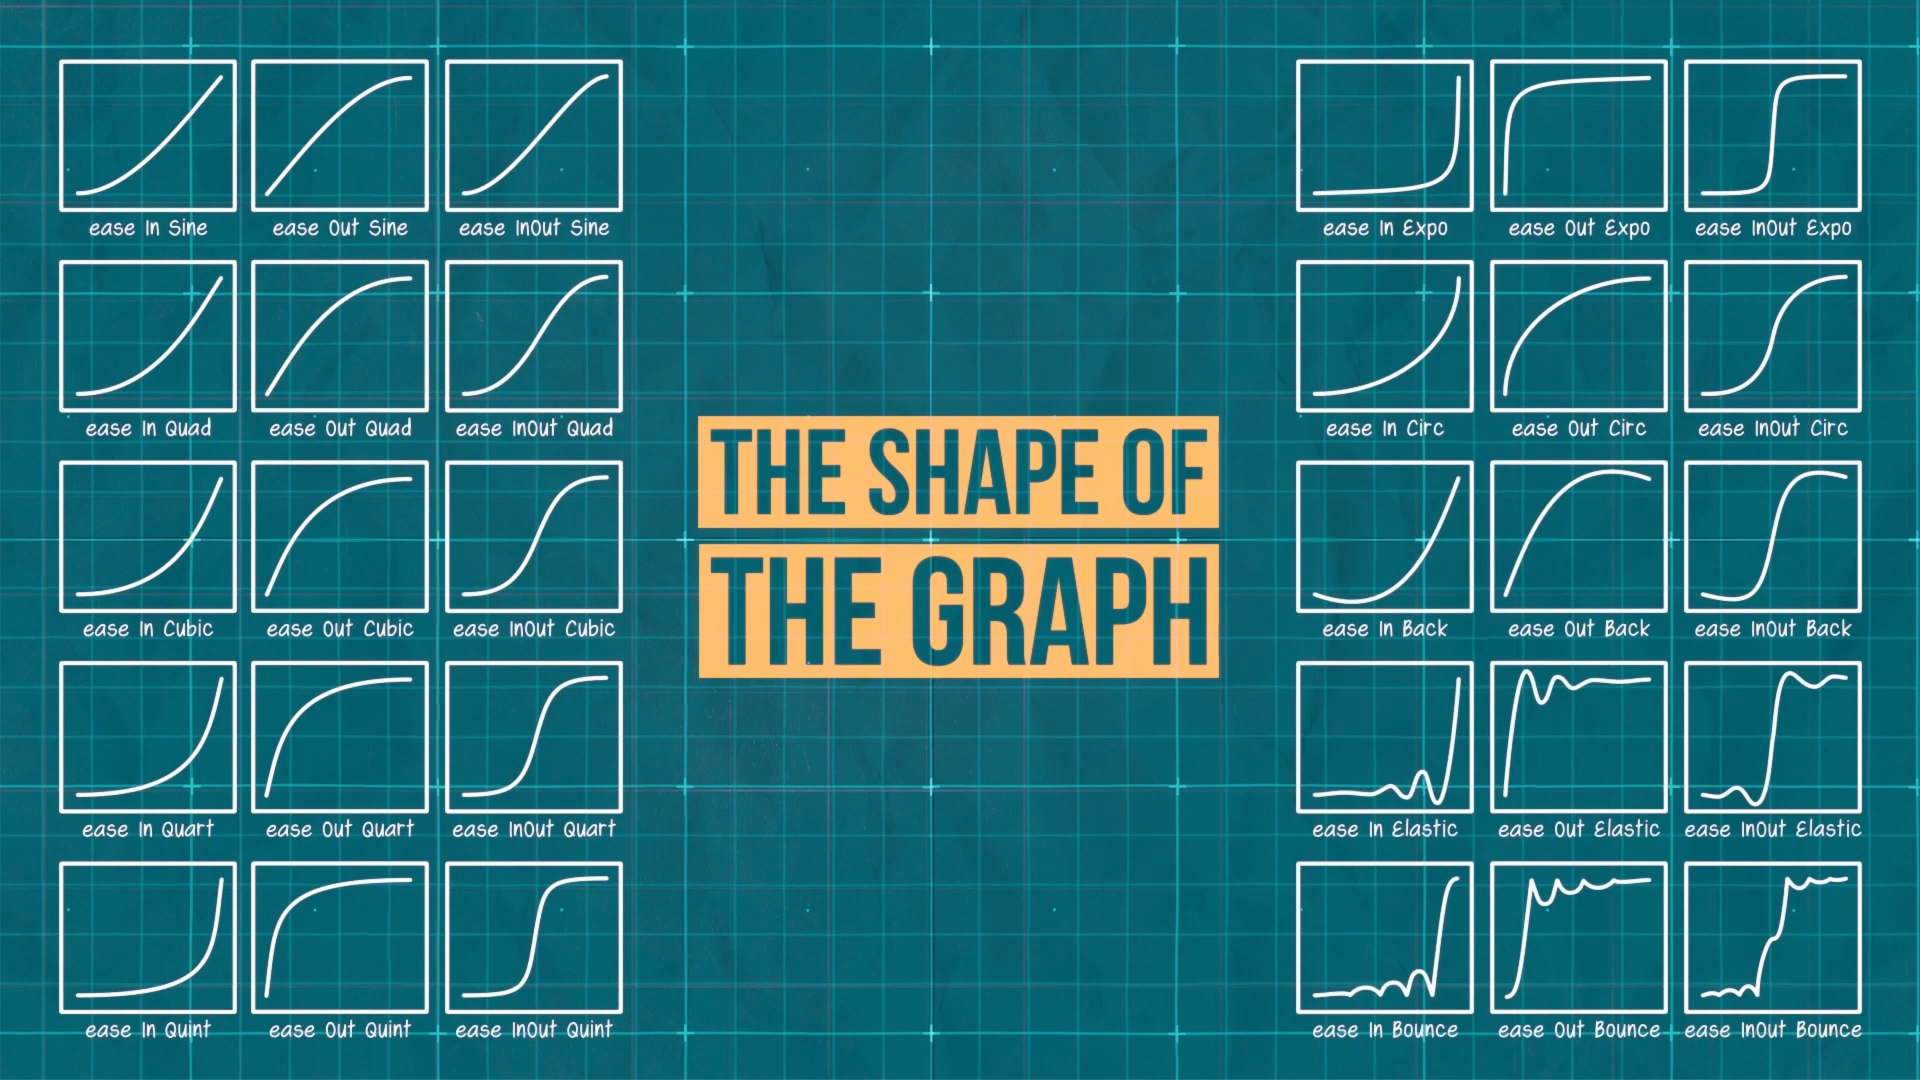 ease In Sine
ease Out Sine
ease InOut Sine
ease In Quad
ease Out Quad
ease InOut Quad
ease In Cubic
ease Out Cubic
ease InOut Cubic
ease In Quart
ease Out Quart
ease InOut Quart
ease In Quint
ease Out Quint
ease InOut Quint
THE SHAPE OF
THE GRAPH
ease In Expo
ease Out Expo
ease InOut Expo
ease In Circ
ease Out Circ
ease InOut Circ
ease In Back
ease Out Back
ease InOut Back
ease In Elastic
ease Out Elastic
ease InOut Elastic
ease In Bounce
ease Out Bounce
ease InOut Bounce